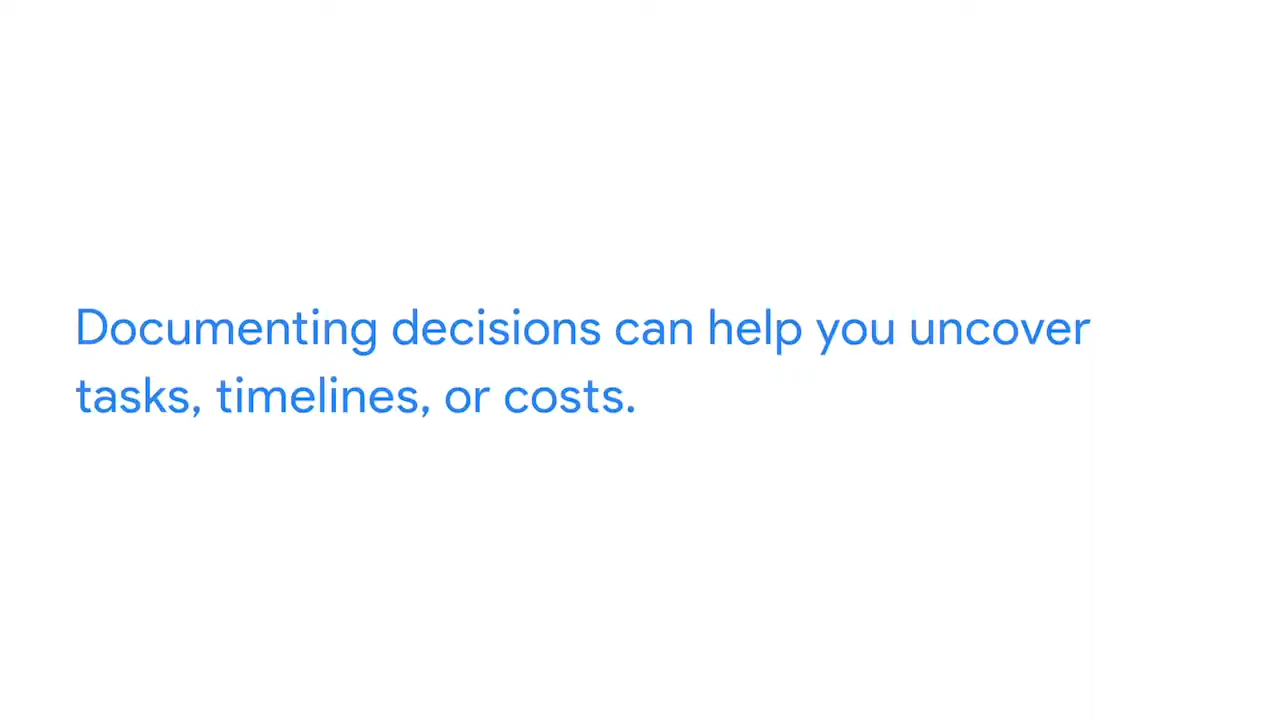 Documenting decisions can help you uncover
tasks, timelines, or costs.